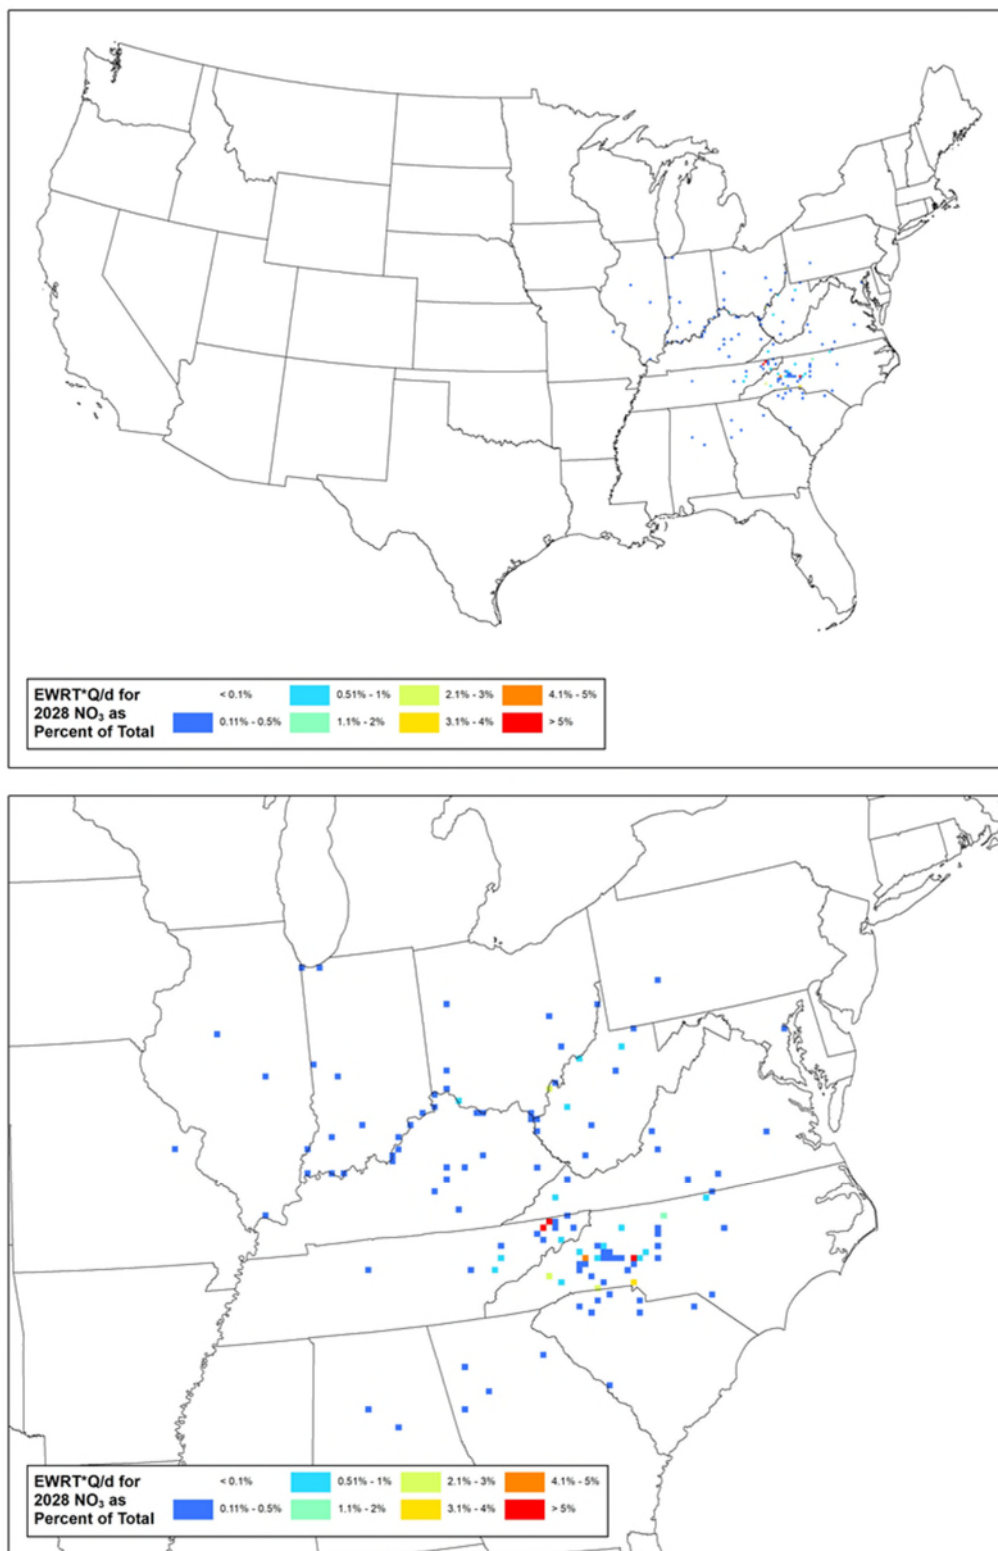 EWRT*Q/d for
2028 NO₃ as
Percent of Total
< 0.1%
0.51% - 1%
2.1% - 3%
4.1% - 5%
0.11% - 0.5%
1.1% - 2%
3.1% - 4%
> 5%
EWRT*Q/d for
2028 NO₃ as
Percent of Total
< 0.1%
0.51% - 1%
2.1% - 3%
4.1% - 5%
0.11% - 0.5%
1.1% - 2%
3.1% - 4%
> 5%